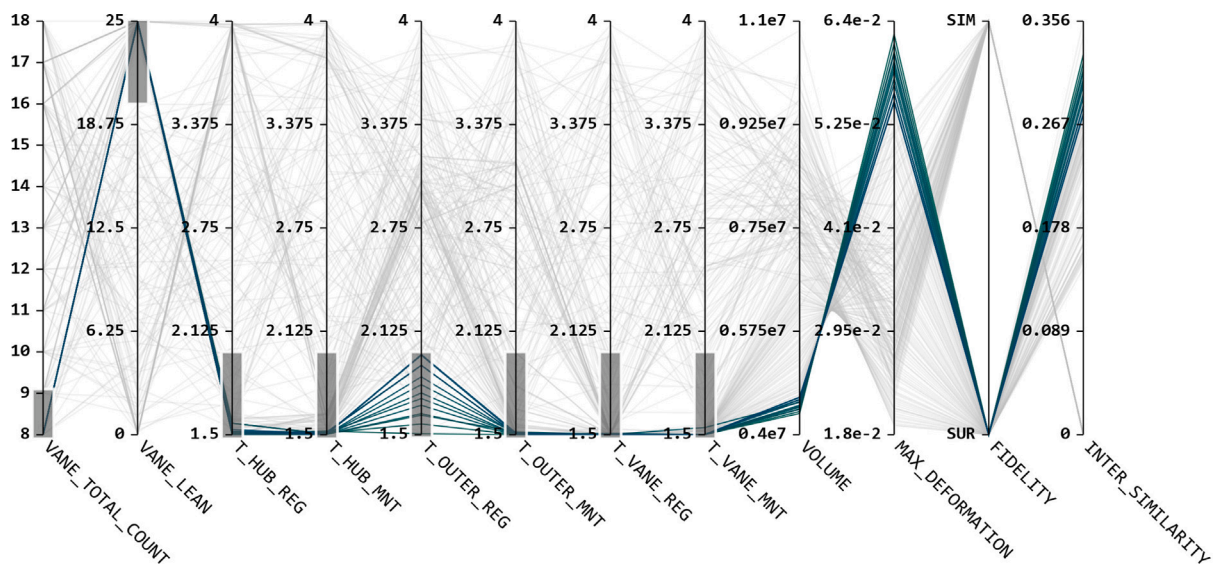 18 25 4 4 4 4 4 4 1.1e7 6.4e-2 SIM 0.356
17
16
18.75 3.375 3.375 3.375 3.375 3.375 3.375 0.925e7 5.25e-2 0.267
15
14
13 12.5 2.75 2.75 2.75 2.75 2.75 2.75 0.75e7 4.1e-2 0.178
12
11
6.25 2.125 2.125 2.125 2.125 2.125 2.125 0.575e7 2.95e-2 0.089
10
9
8 0 1.5 1.5 1.5 1.5 1.5 1.5 0.4e7 1.8e-2 SUR 0
VANE_TOTAL_COUNT
VANE_LEAN
T_HUB_REG
T_HUB_MNT
T_OUTER_REG
T_OUTER_MNT
T_VANE_REG
T_VANE_MNT
VOLUME
MAX_DEFORMATION
FIDELITY
INTER_SIMILARITY